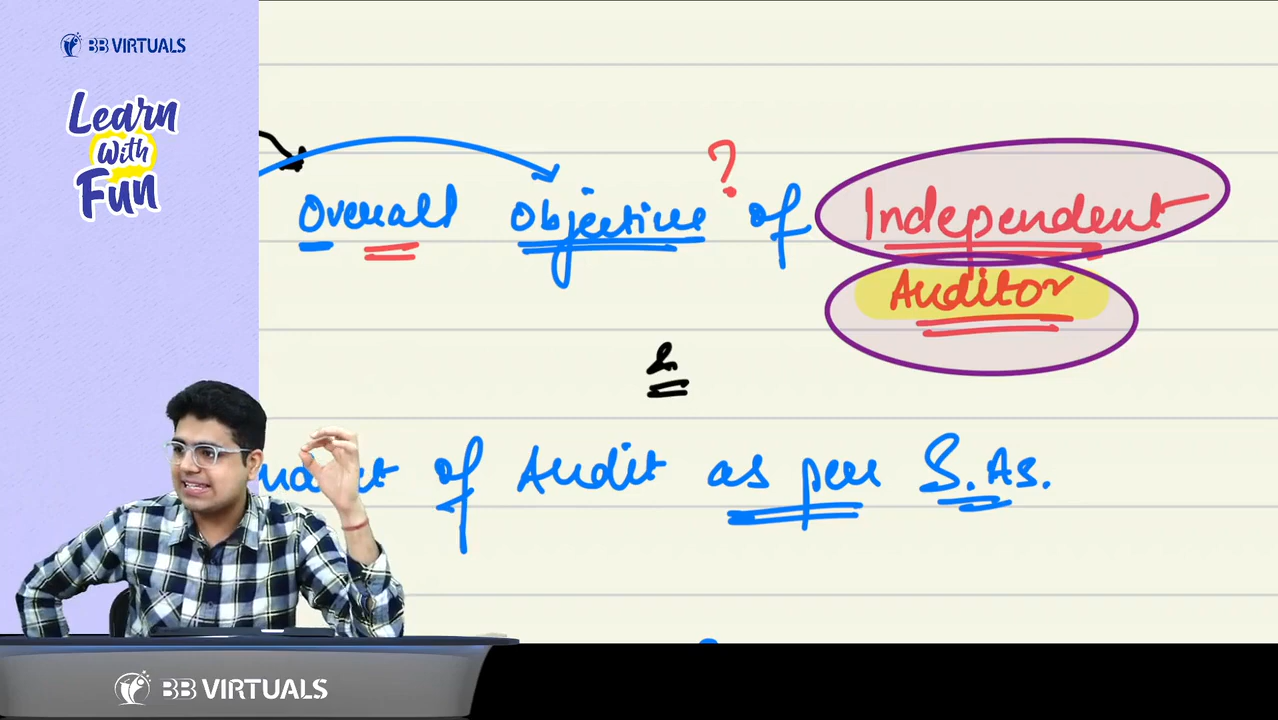 BB VIRTUALS
Learn
With
Fun
?
Overall Objective of Independent
Auditor
&
of Audit as per S.As.
BB VIRTUALS